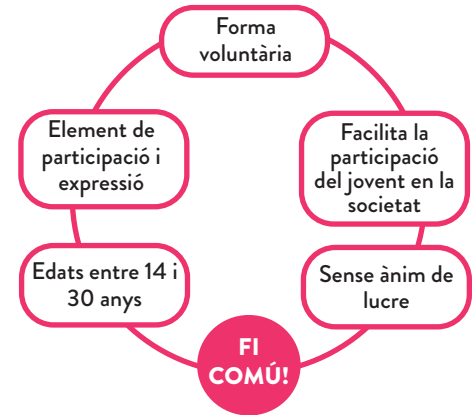 Forma
voluntària
Element de
participació i
expressió
Facilita la
participació
del jovent en la
societat
Edats entre 14 i
30 anys
Sense ànim de
lucre
FI
COMÚ!